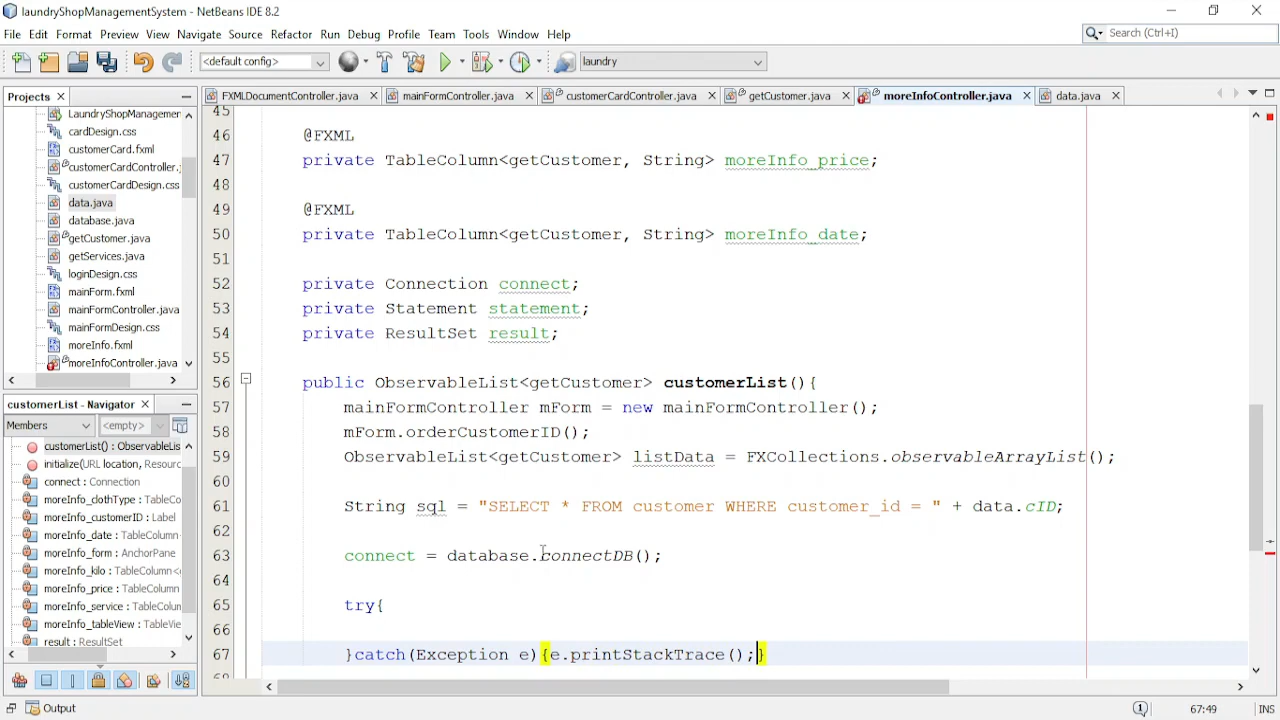 laundryShopManagementSystem - NetBeans IDE 8.2
File Edit Format Preview View Navigate Source Refactor Run Debug Profile Team Tools Window Help
Search (Ctrl+I)
<default config>
laundry
Projects
FXMLDocumentController.java
mainFormController.java
customerCardController.java
getCustomer.java
moreInfoController.java
data.java
LaundryShopManagemer
cardDesign.css
customerCard.fxml
customerCardController.j
customerCardDesign.css
data.java
database.java
getCustomer.java
getServices.java
loginDesign.css
mainForm.fxml
mainFormController.java
mainFormDesign.css
moreInfo.fxml
moreInfoController.java
customerList - Navigator
Members
<empty>
customerList() : ObservableLis
initialize(URL location, Resourc
connect : Connection
moreInfo_clothType : TableCo
moreInfo_customerID : Label
moreInfo_date : TableColumn
moreInfo_form : AnchorPane
moreInfo_kilo : TableColumn<
moreInfo_price : TableColumn
moreInfo_service : TableColum
moreInfo_tableView : TableVie
result : ResultSet
45
46 @FXML
47 private TableColumn<getCustomer, String> moreInfo_price;
48
49 @FXML
50 private TableColumn<getCustomer, String> moreInfo_date;
51
52 private Connection connect;
53 private Statement statement;
54 private ResultSet result;
55
56 public ObservableList<getCustomer> customerList(){
57 mainFormController mForm = new mainFormController();
58 mForm.orderCustomerID();
59 ObservableList<getCustomer> listData = FXCollections.observableArrayList();
60
61 String sql = "SELECT * FROM customer WHERE customer_id = " + data.cID;
62
63 connect = database.connectDB();
64
65 try{
66
67 }catch(Exception e){e.printStackTrace();}
68
Output
67:49
INS